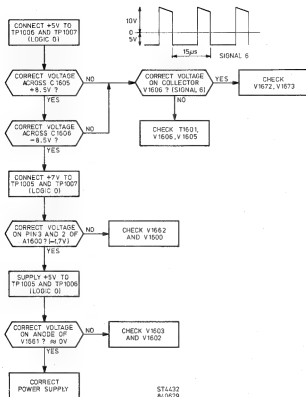 CONNECT +5V TO
TP1006 AND TP1007
(LOGIC 0)
10V
0
5V
15µs
SIGNAL 6
CORRECT VOLTAGE
ACROSS C1605
+8.5V ?
NO
YES
CORRECT VOLTAGE
ON COLLECTOR
V1606 ? (SIGNAL 6)
YES
NO
CHECK
V1672, V1673
CORRECT VOLTAGE
ACROSS C1606
-8.5V ?
NO
YES
CHECK T1601,
V1606, V1605
CONNECT +7V TO
TP1005 AND TP1007
(LOGIC 0)
CORRECT VOLTAGE
ON PIN3 AND 2 OF
A1600 ? (≈1,7V)
NO
YES
CHECK V1662
AND V1600
SUPPLY +5V TO
TP1005 AND TP1006
(LOGIC 0)
CORRECT VOLTAGE
ON ANODE OF
V1661 ? ≈ 0V
NO
YES
CHECK V1603
AND V1602
CORRECT
POWER SUPPLY
ST4432
840629